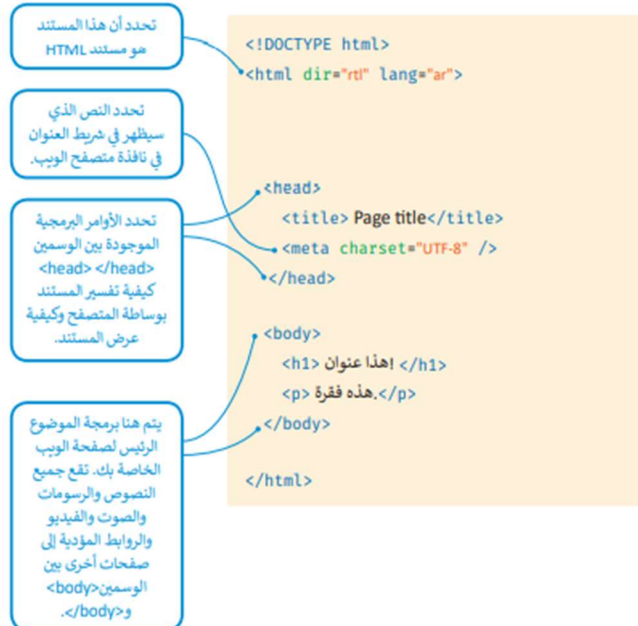 تحدد أن هذا المستند
هو مستند HTML
تحدد النص الذي
سيظهر في شريط العنوان
في نافذة متصفح الويب.
تحدد الأوامر البرمجية
الموجودة بين الوسمين
<head> </head>
كيفية تفسير المستند
بوساطة المتصفح وكيفية
عرض المستند.
يتم هنا برمجة الموضوع
الرئيس لصفحة الويب
الخاصة بك. تقع جميع
النصوص والرسومات
والصوت والفيديو
والروابط المؤدية إلى
صفحات أخرى بين
الوسمين<body>
و</body>.
<!DOCTYPE html>
<html dir="rtl" lang="ar">
<head>
<title> Page title</title>
<meta charset="UTF-8" />
</head>
<body>
<h1> هذا عنوان! </h1>
<p> هذه فقرة.</p>
</body>
</html>